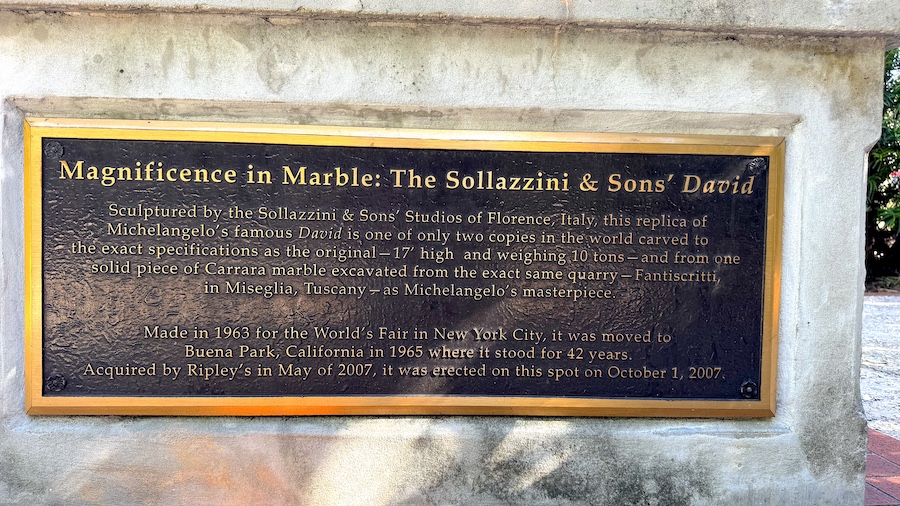 Magnificence in Marble: The Sollazzini & Sons' David
Sculptured by the Sollazzini & Sons' Studios of Florence, Italy, this replica of
Michelangelo's famous David is one of only two copies in the world carved to
the exact specifications as the original—17' high and weighing 10 tons—and from one
solid piece of Carrara marble excavated from the exact same quarry—Fantiscritti,
in Miseglia, Tuscany—as Michelangelo's masterpiece.
Made in 1963 for the World's Fair in New York City, it was moved to
Buena Park, California in 1965 where it stood for 42 years.
Acquired by Ripley's in May of 2007, it was erected on this spot on October 1, 2007.